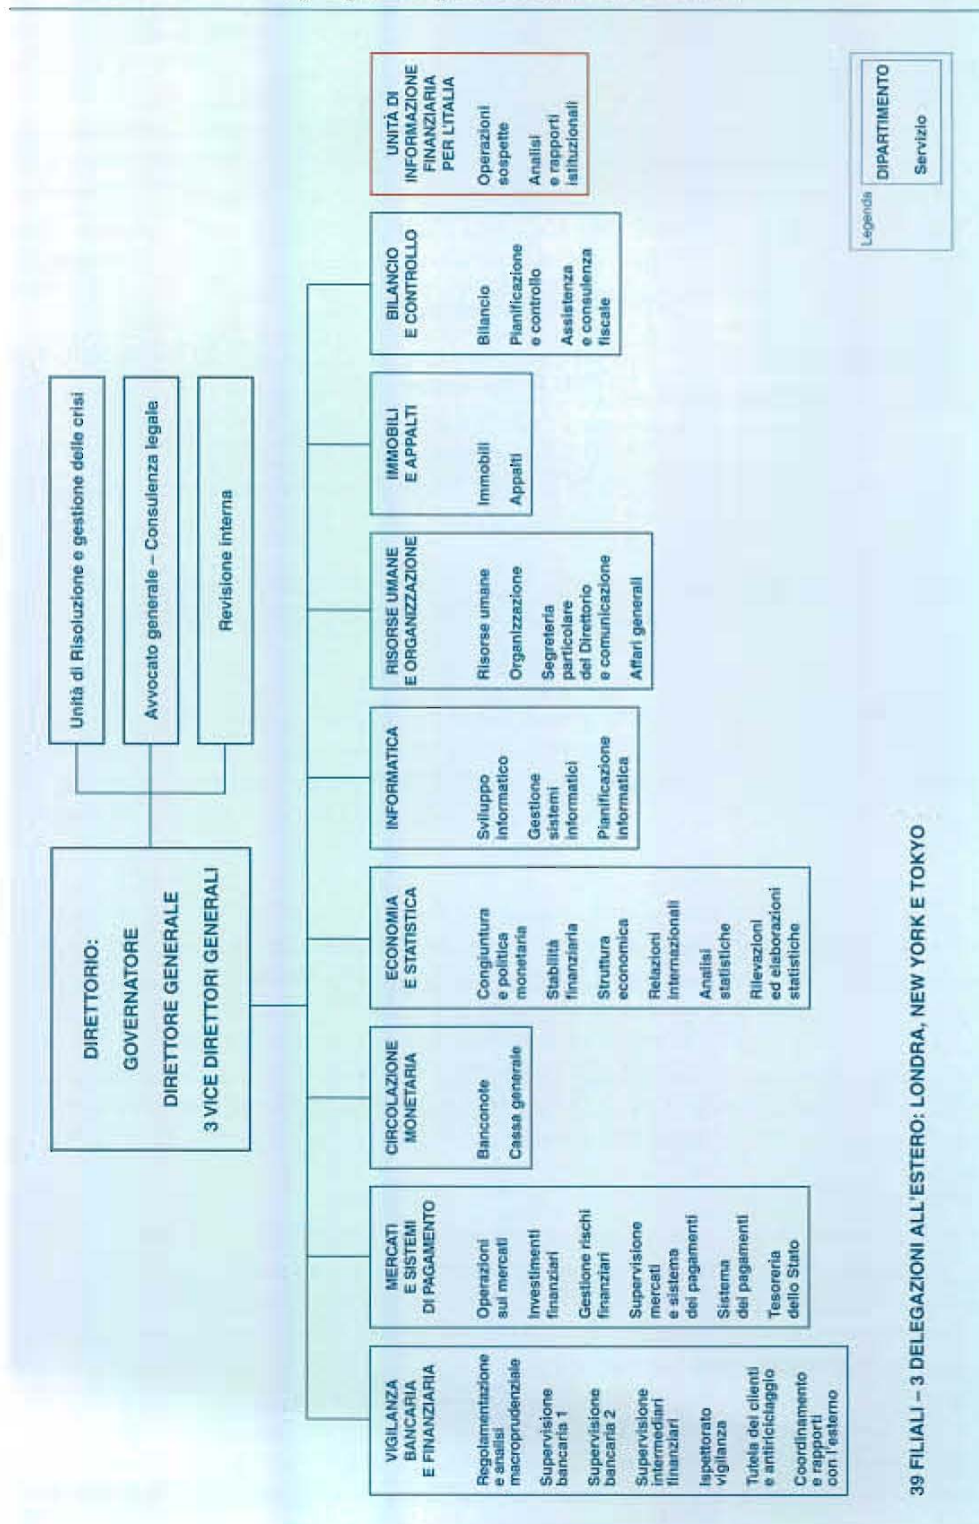 DIRETTORIO:
GOVERNATORE
DIRETTORE GENERALE
3 VICE DIRETTORI GENERALI
Unità di Risoluzione e gestione delle crisi
Avvocato generale – Consulenza legale
Revisione interna
VIGILANZA
BANCARIA
E FINANZIARIA
Regolamentazione
e analisi
macroprudenziale
Supervisione
bancaria 1
Supervisione
bancaria 2
Supervisione
intermediari
finanziari
Ispettorato
vigilanza
Tutela dei clienti
e antiriciclaggio
Coordinamento
e rapporti
con l'esterno
MERCATI
E SISTEMI
DI PAGAMENTO
Operazioni
sui mercati
Investimenti
finanziari
Gestione rischi
finanziari
Supervisione
mercati
e sistema
dei pagamenti
Sistema
dei pagamenti
Tesoreria
dello Stato
CIRCOLAZIONE
MONETARIA
Banconote
Cassa generale
ECONOMIA
E STATISTICA
Congiuntura
e politica
monetaria
Stabilità
finanziaria
Struttura
economica
Relazioni
internazionali
Analisi
statistiche
Rilevazioni
ed elaborazioni
statistiche
INFORMATICA
Sviluppo
informatico
Gestione
sistemi
informatici
Pianificazione
informatica
RISORSE UMANE
E ORGANIZZAZIONE
Risorse umane
Organizzazione
Segreteria
particolare
del Direttorio
e comunicazione
Affari generali
IMMOBILI
E APPALTI
Immobili
Appalti
BILANCIO
E CONTROLLO
Bilancio
Pianificazione
e controllo
Assistenza
e consulenza
fiscale
UNITÀ DI
INFORMAZIONE
FINANZIARIA
PER L'ITALIA
Operazioni
sospette
Analisi
e rapporti
istituzionali
39 FILIALI – 3 DELEGAZIONI ALL'ESTERO: LONDRA, NEW YORK E TOKYO
Legenda
DIPARTIMENTO
Servizio